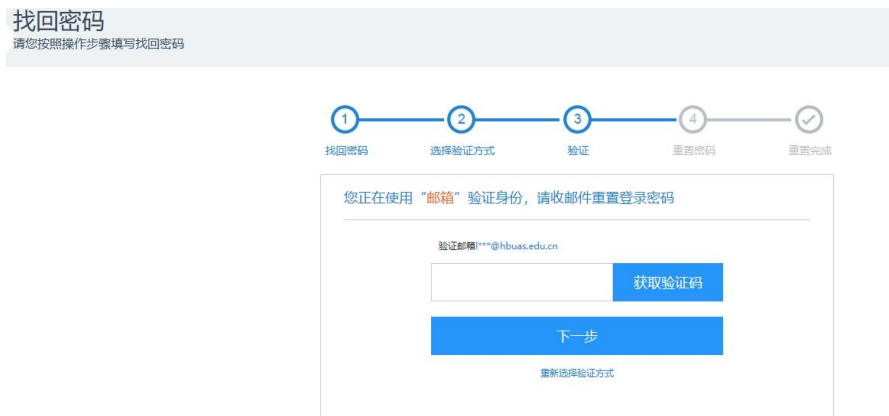 找回密码
请您按照操作步骤填写找回密码
1 2 3 4
找回密码 选择验证方式 验证 重置密码 重置完成
您正在使用“邮箱”验证身份，请收邮件重置登录密码
验证邮箱l***@hbuas.edu.cn
获取验证码
下一步
重新选择验证方式